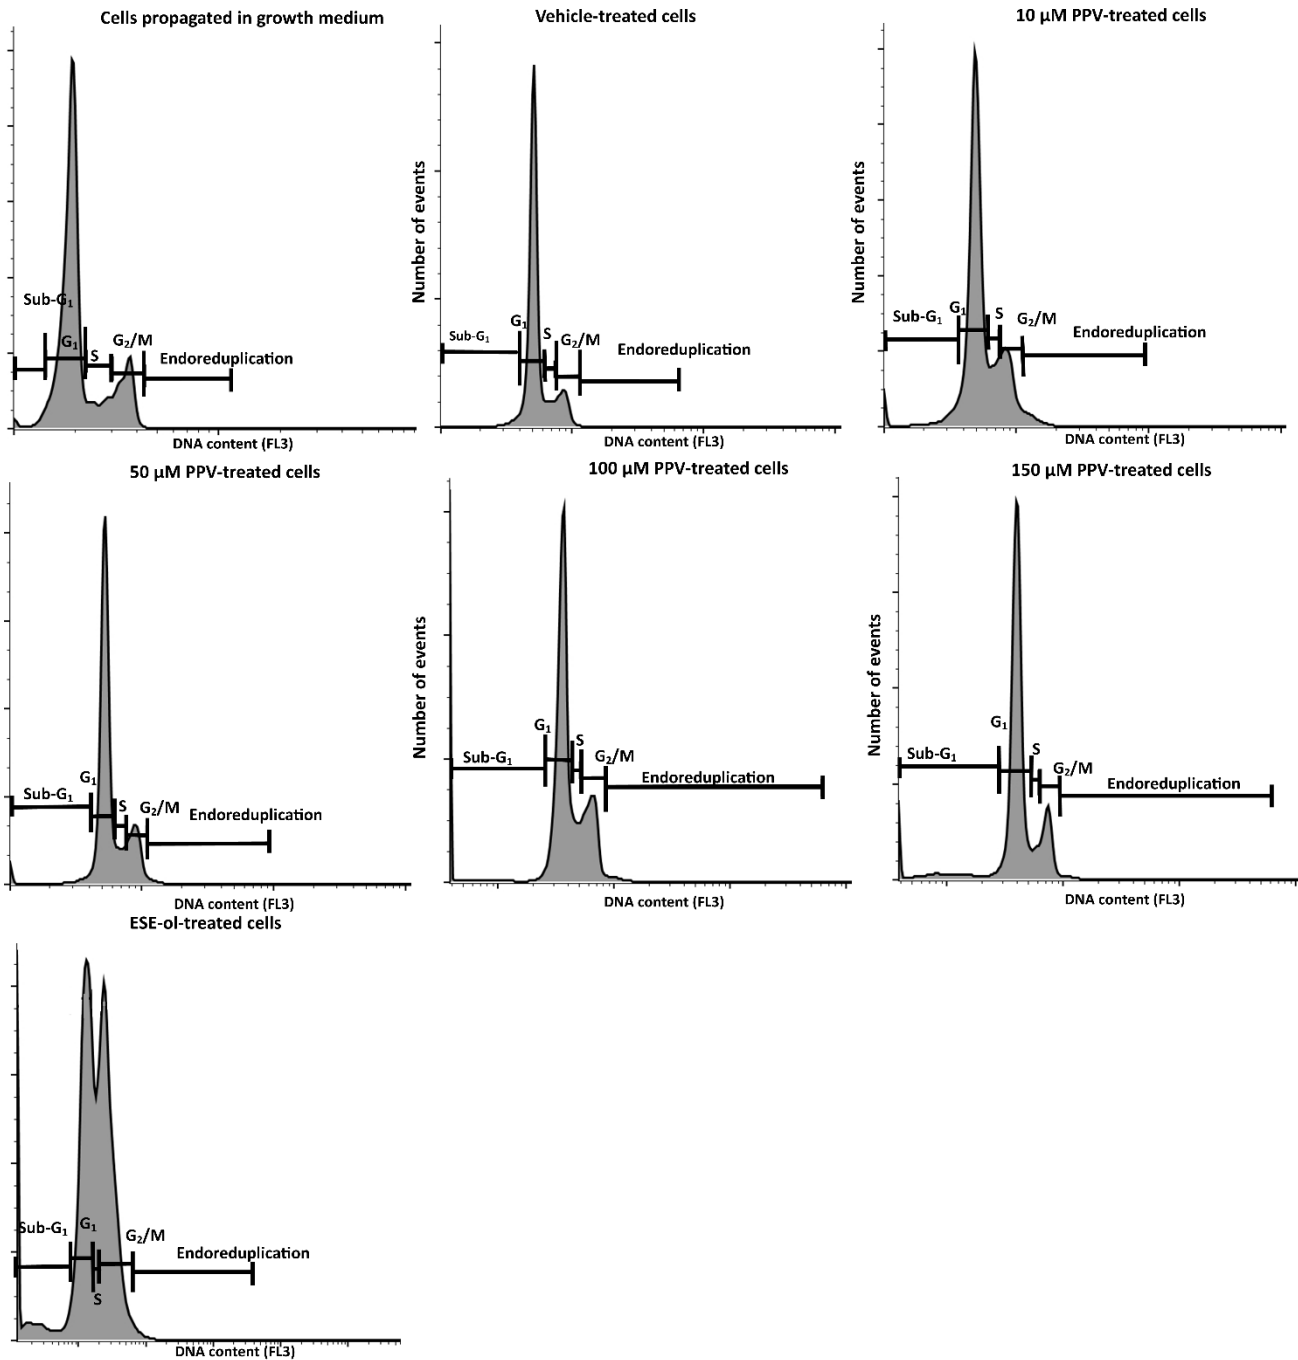 Cells propagated in growth medium
Sub-G₁
G₁
S
G₂/M
Endoreduplication
DNA content (FL3)
Vehicle-treated cells
Number of events
Sub-G₁
G₁
S
G₂/M
Endoreduplication
DNA content (FL3)
10 µM PPV-treated cells
Number of events
Sub-G₁
G₁
S
G₂/M
Endoreduplication
DNA content (FL3)
50 µM PPV-treated cells
Sub-G₁
G₁
S
G₂/M
Endoreduplication
DNA content (FL3)
100 µM PPV-treated cells
Number of events
Sub-G₁
G₁
S
G₂/M
Endoreduplication
DNA content (FL3)
150 µM PPV-treated cells
Number of events
Sub-G₁
G₁
S
G₂/M
Endoreduplication
DNA content (FL3)
ESE-ol-treated cells
Sub-G₁
G₁
S
G₂/M
Endoreduplication
DNA content (FL3)